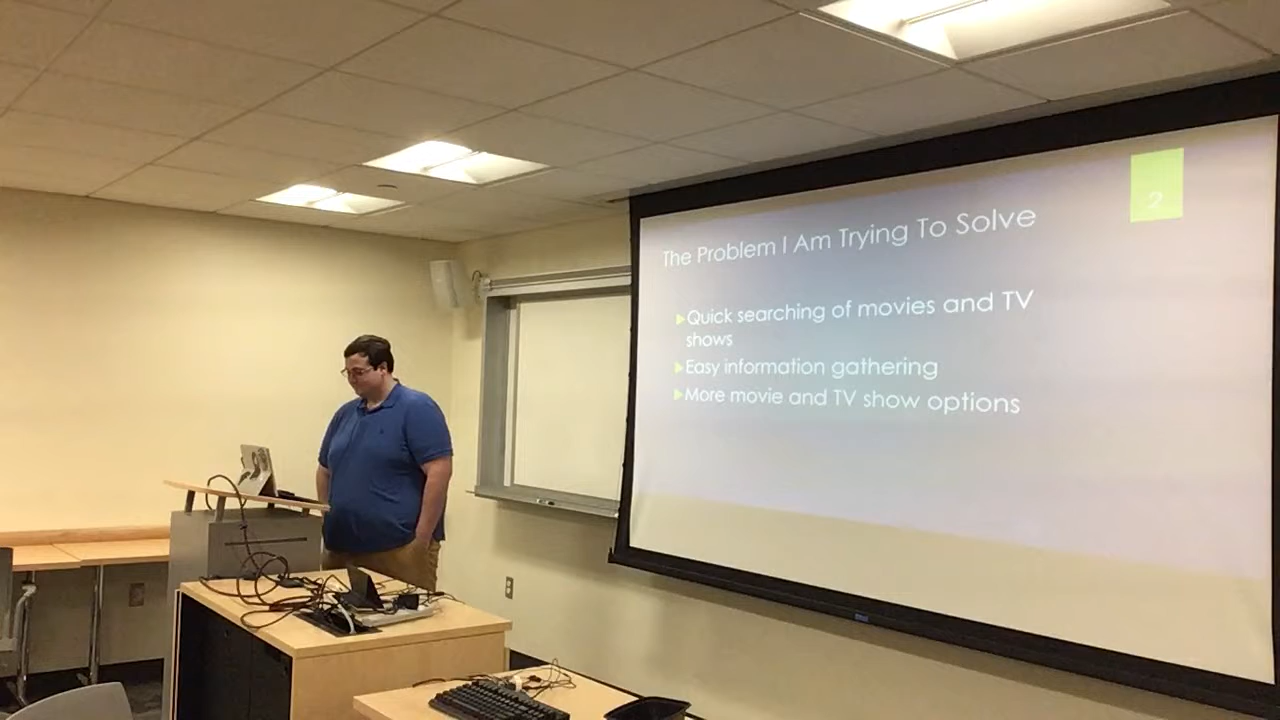 2
The Problem I Am Trying To Solve
Quick searching of movies and TV
shows
Easy information gathering
More movie and TV show options